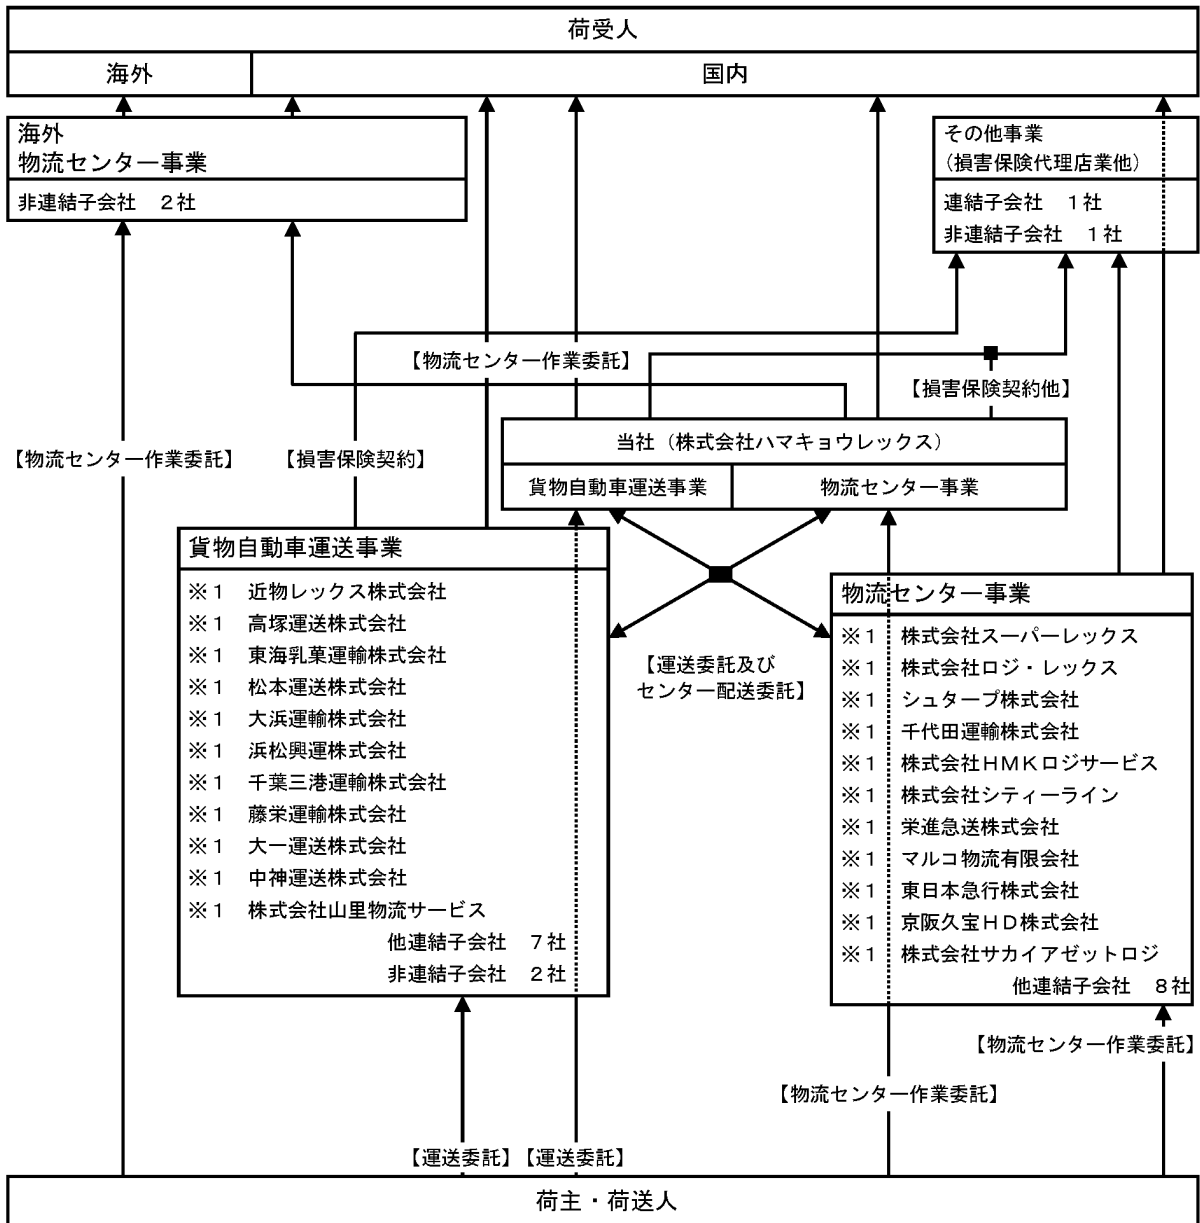 荷受人
海外
国内
海外
物流センター事業
非連結子会社　２社
その他事業
（損害保険代理店業他）
連結子会社　１社
非連結子会社　１社
【物流センター作業委託】
【損害保険契約他】
【物流センター作業委託】
【損害保険契約】
当社（株式会社ハマキョウレックス）
貨物自動車運送事業
物流センター事業
貨物自動車運送事業
※１　近物レックス株式会社
※１　高塚運送株式会社
※１　東海乳菓運輸株式会社
※１　松本運送株式会社
※１　大浜運輸株式会社
※１　浜松興運株式会社
※１　千葉三港運輸株式会社
※１　藤栄運輸株式会社
※１　大一運送株式会社
※１　中神運送株式会社
※１　株式会社山里物流サービス
他連結子会社　７社
非連結子会社　２社
【運送委託及び
センター配送委託】
物流センター事業
※１　株式会社スーパーレックス
※１　株式会社ロジ・レックス
※１　シュタープ株式会社
※１　千代田運輸株式会社
※１　株式会社ＨＭＫロジサービス
※１　株式会社シティーライン
※１　栄進急送株式会社
※１　マルコ物流有限会社
※１　東日本急行株式会社
※１　京阪久宝ＨＤ株式会社
※１　株式会社サカイアゼットロジ
他連結子会社　８社
【物流センター作業委託】
【物流センター作業委託】
【運送委託】
【運送委託】
荷主・荷送人